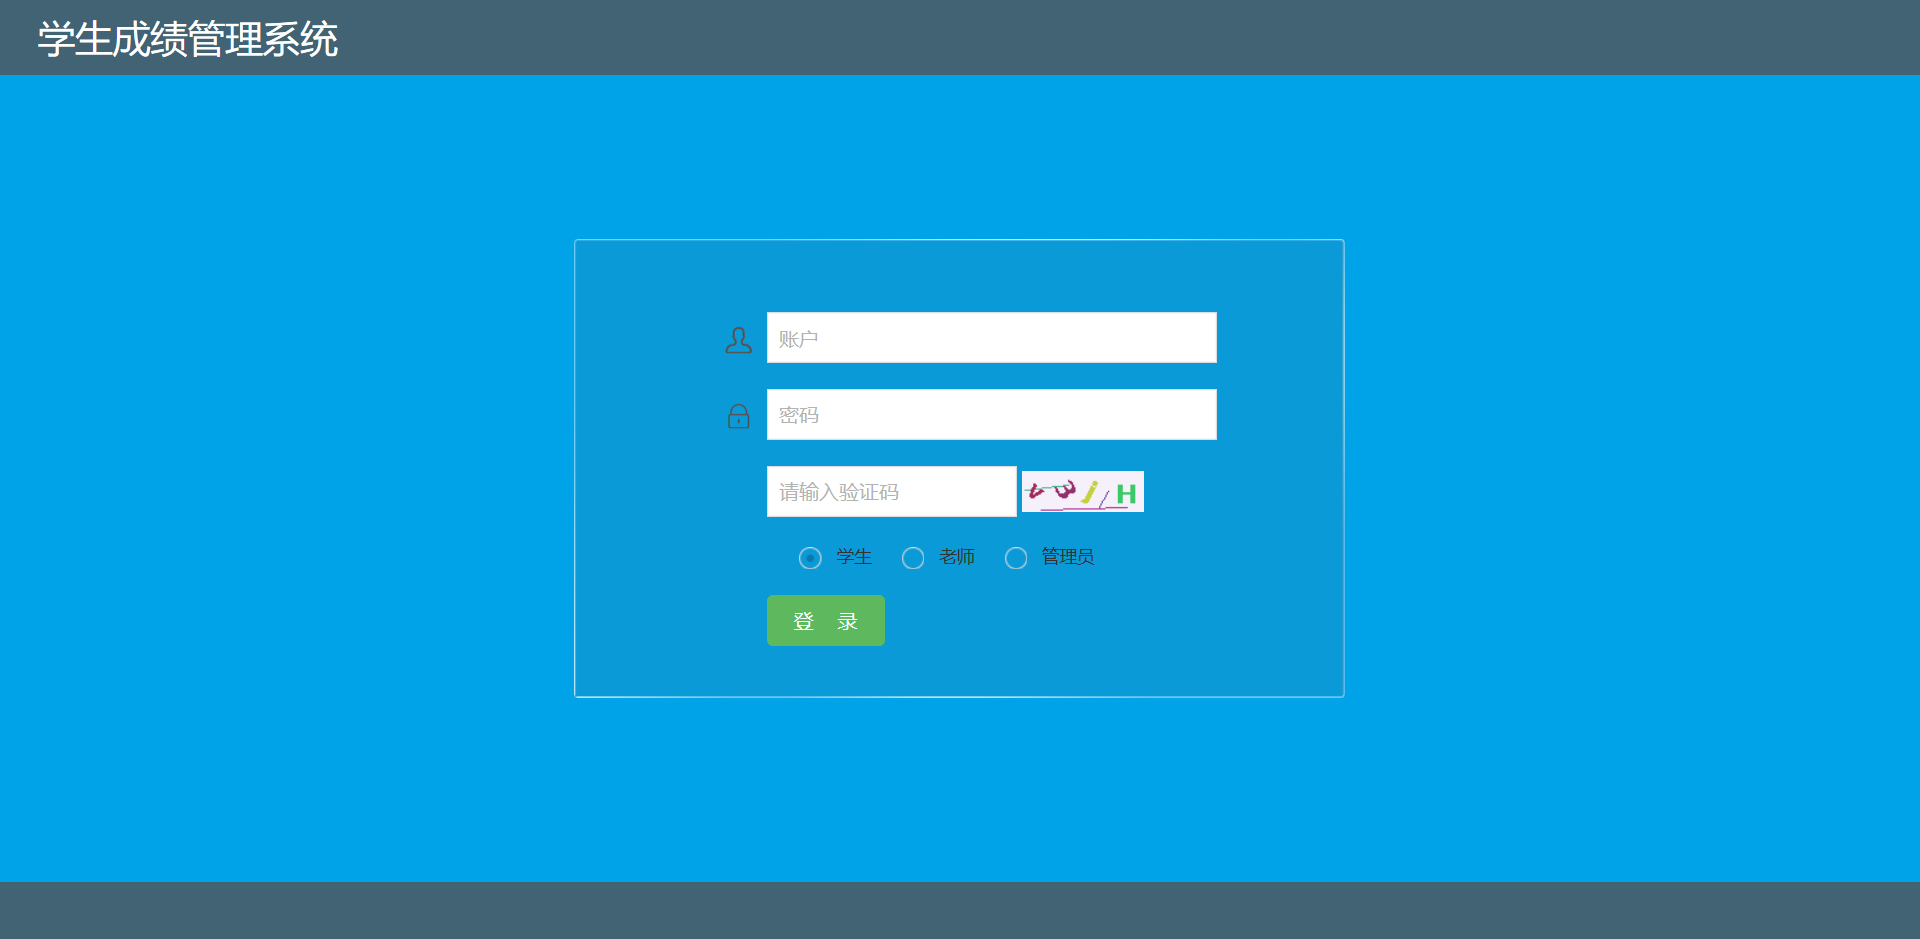 学生成绩管理系统
账户
密码
请输入验证码
学生 老师 管理员
登 录